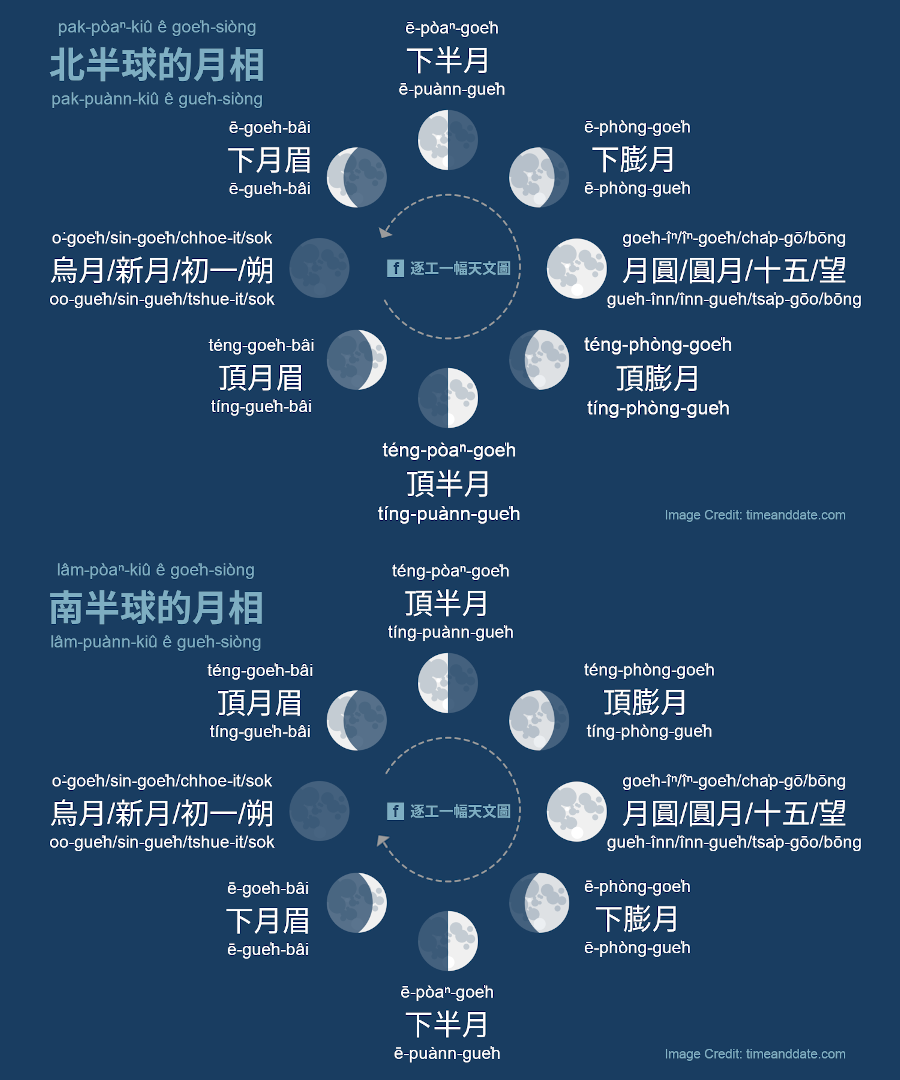 pak-pòaⁿ-kiû ê goe̍h-siòng
北半球的月相
pak-puànn-kiû ê gue̍h-siòng
ē-pòaⁿ-goe̍h
下半月
ē-puànn-gue̍h
ē-goe̍h-bâi
下月眉
ē-gue̍h-bâi
ē-phòng-goe̍h
下膨月
ē-phòng-gue̍h
o͘-goe̍h/sin-goe̍h/chhoe-it/sok
烏月/新月/初一/朔
oo-gue̍h/sin-gue̍h/tshue-it/sok
逐工一幅天文圖
goe̍h-îⁿ/îⁿ-goe̍h/cha̍p-gō/bōng
月圓/圓月/十五/望
gue̍h-înn/înn-gue̍h/tsa̍p-gōo/bōng
téng-goe̍h-bâi
頂月眉
tíng-gue̍h-bâi
téng-phòng-goe̍h
頂膨月
tíng-phòng-gue̍h
téng-pòaⁿ-goe̍h
頂半月
tíng-puànn-gue̍h
Image Credit: timeanddate.com
lâm-pòaⁿ-kiû ê goe̍h-siòng
南半球的月相
lâm-puànn-kiû ê gue̍h-siòng
téng-pòaⁿ-goe̍h
頂半月
tíng-puànn-gue̍h
téng-goe̍h-bâi
頂月眉
tíng-gue̍h-bâi
téng-phòng-goe̍h
頂膨月
tíng-phòng-gue̍h
o͘-goe̍h/sin-goe̍h/chhoe-it/sok
烏月/新月/初一/朔
oo-gue̍h/sin-gue̍h/tshue-it/sok
逐工一幅天文圖
goe̍h-îⁿ/îⁿ-goe̍h/cha̍p-gō/bōng
月圓/圓月/十五/望
gue̍h-înn/înn-gue̍h/tsa̍p-gōo/bōng
ē-goe̍h-bâi
下月眉
ē-gue̍h-bâi
ē-phòng-goe̍h
下膨月
ē-phòng-gue̍h
ē-pòaⁿ-goe̍h
下半月
ē-puànn-gue̍h
Image Credit: timeanddate.com